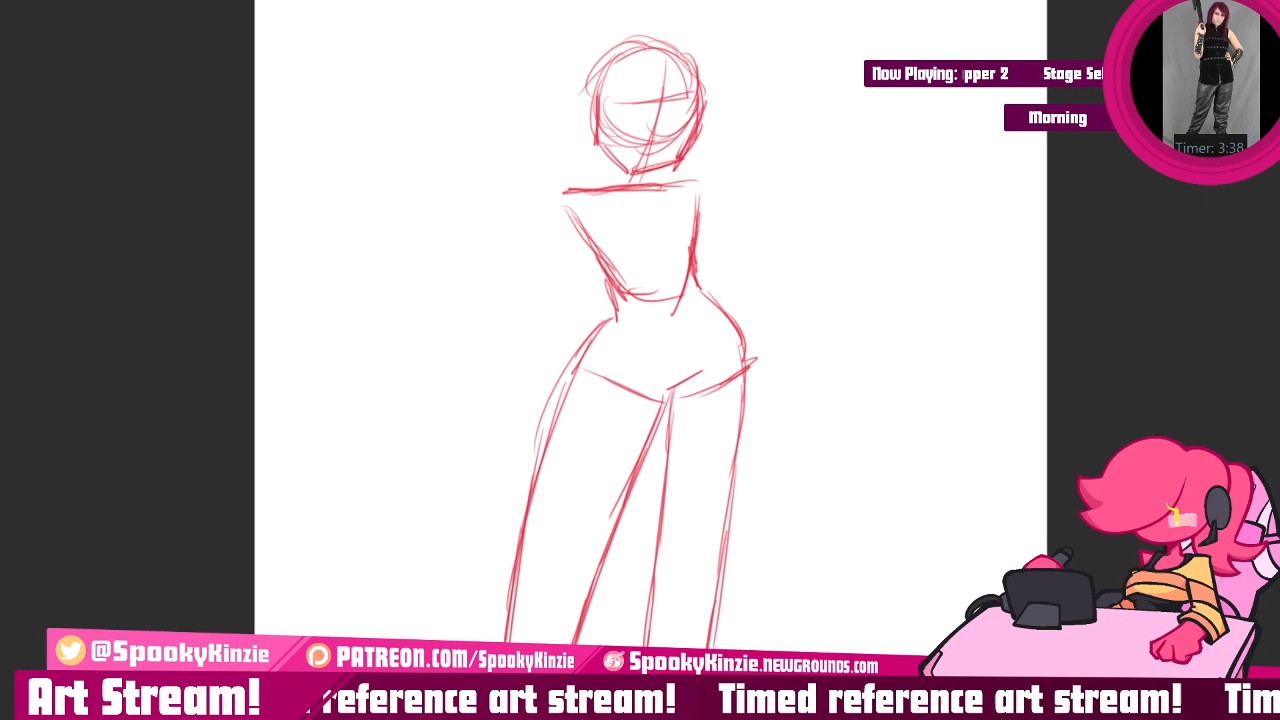 Now Playing: pper 2 Stage Se
Morning
Timer: 3:38
@SpookyKinzie
PATREON.COM/SpookyKinzie
SpookyKinzie.NEWGROUNDS.com
Art Stream!
reference art stream! Timed reference art stream! Tim